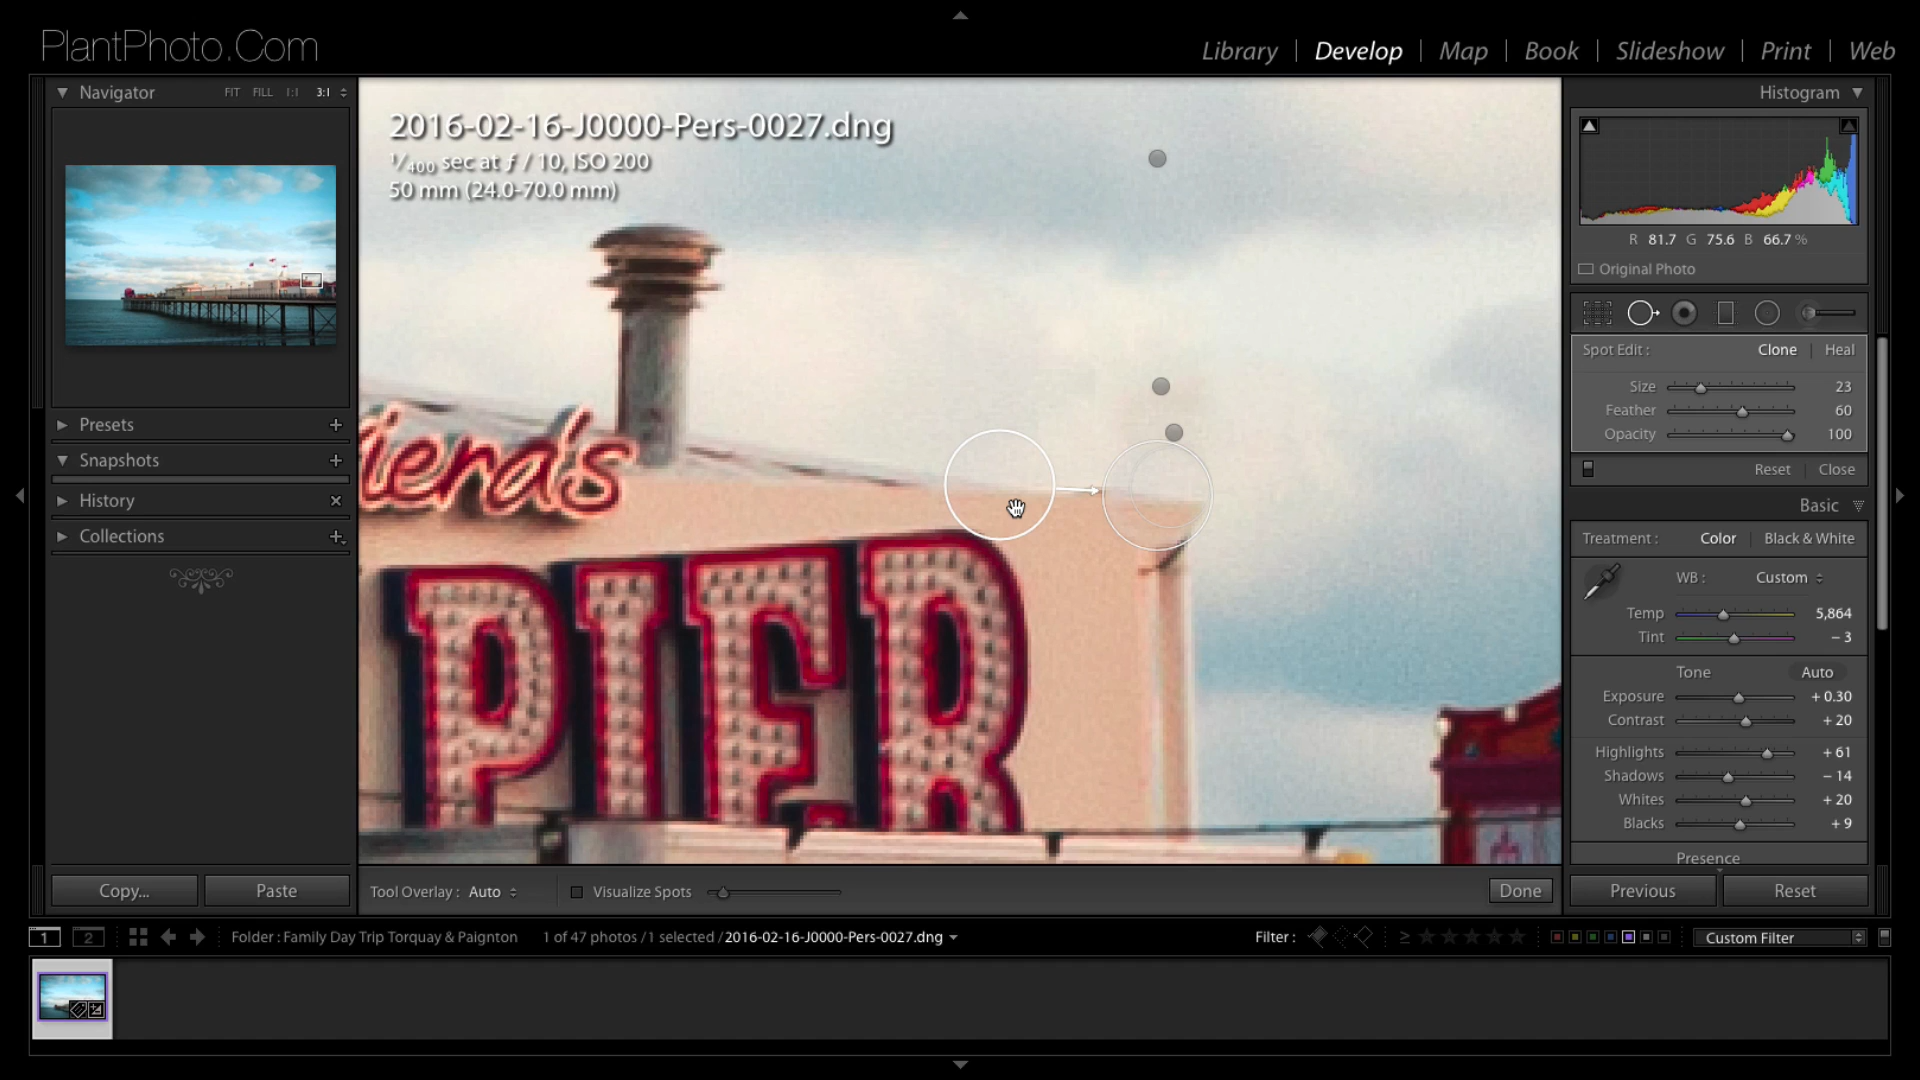 PlantPhoto.Com
Library | Develop | Map | Book | Slideshow | Print | Web
Navigator FIT FILL 1:1 3:1
Histogram
2016-02-16-J0000-Pers-0027.dng
1/400 sec at ƒ / 10, ISO 200
50 mm (24.0-70.0 mm)
R 81.7 G 75.6 B 66.7 %
Original Photo
Spot Edit : Clone | Heal
Size 23
Feather 60
Opacity 100
Reset | Close
Presets
Snapshots
History
Collections
iend's
PIER
Basic
Treatment : Color | Black & White
WB : Custom
Temp 5,864
Tint – 3
Tone Auto
Exposure + 0.30
Contrast + 20
Highlights + 61
Shadows – 14
Whites + 20
Blacks + 9
Presence
Copy... Paste
Tool Overlay : Auto Visualize Spots Done
Previous Reset
1 2 Folder : Family Day Trip Torquay & Paignton 1 of 47 photos /1 selected /2016-02-16-J0000-Pers-0027.dng Filter : ≥ Custom Filter